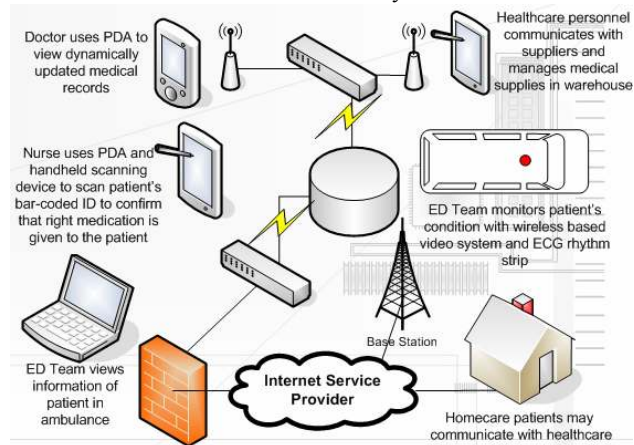 Doctor uses PDA to
view dynamically
updated medical
records
Healthcare personnel
communicates with
suppliers and
manages medical
supplies in warehouse
Nurse uses PDA and
handheld scanning
device to scan patient's
bar-coded ID to confirm
that right medication is
given to the patient
ED Team monitors patient's
condition with wireless based
video system and ECG rhythm
strip
Base Station
ED Team views
information of
patient in
ambulance
Internet Service
Provider
Homecare patients may
communicate with healthcare